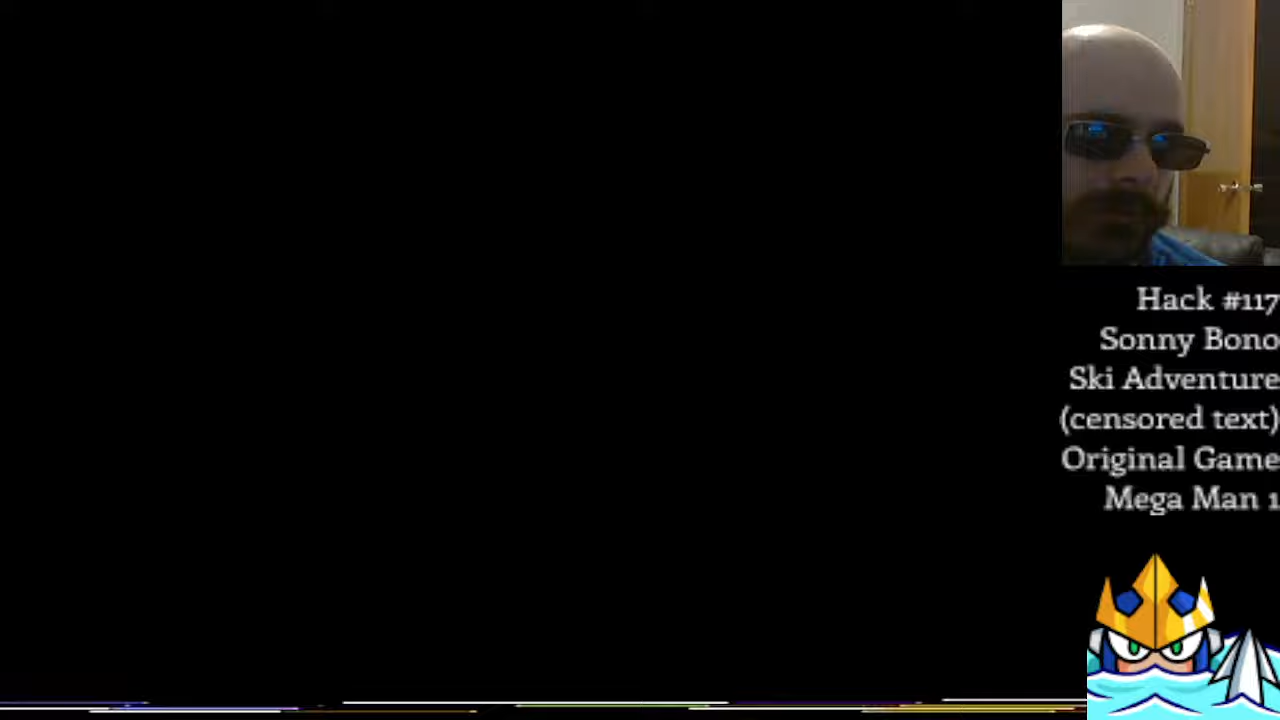 Hack #117
Sonny Bono
Ski Adventure
(censored text)
Original Game
Mega Man 1